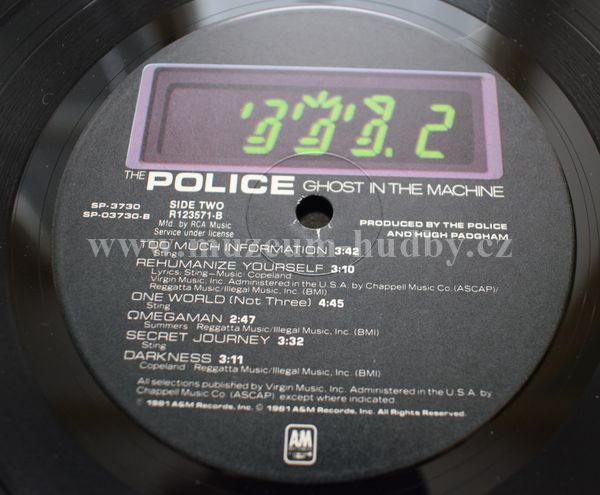 2
THE POLICE GHOST IN THE MACHINE
SP-3730 SIDE TWO
SP-03730-B R123571-B
Mfd. by RCA Music
Service under license
PRODUCED BY THE POLICE
AND HUGH PADGHAM
www.muzeum-hudby.cz
TOO MUCH INFORMATION 3:42
Sting
REHUMANIZE YOURSELF 3:10
Lyrics: Sting—Music: Copeland
Virgin Music, Inc. Administered in the U.S.A. by Chappell Music Co. (ASCAP)/
Reggatta Music/Illegal Music, Inc. (BMI)
ONE WORLD (Not Three) 4:45
Sting
ΩMEGAMAN 2:47
Summers Reggatta Music/Illegal Music, Inc. (BMI)
SECRET JOURNEY 3:32
Sting
DARKNESS 3:11
Copeland Reggatta Music/Illegal Music, Inc. (BMI)
All selections published by Virgin Music, Inc. Administered in the U.S.A. by
Chappell Music Co. (ASCAP) except where indicated
℗ 1981 A&M Records, Inc. © 1981 A&M Records, Inc. All Rights Reserved.
A&M
RECORDS